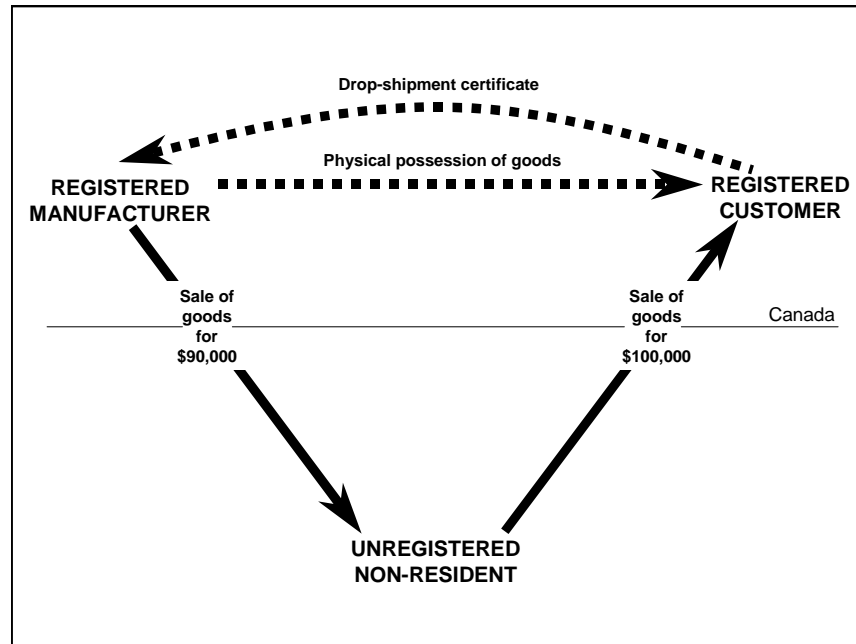 Drop-shipment certificate
Physical possession of goods
REGISTERED
MANUFACTURER
REGISTERED
CUSTOMER
Sale of
goods
for
$90,000
Sale of
goods
for
$100,000
Canada
UNREGISTERED
NON-RESIDENT